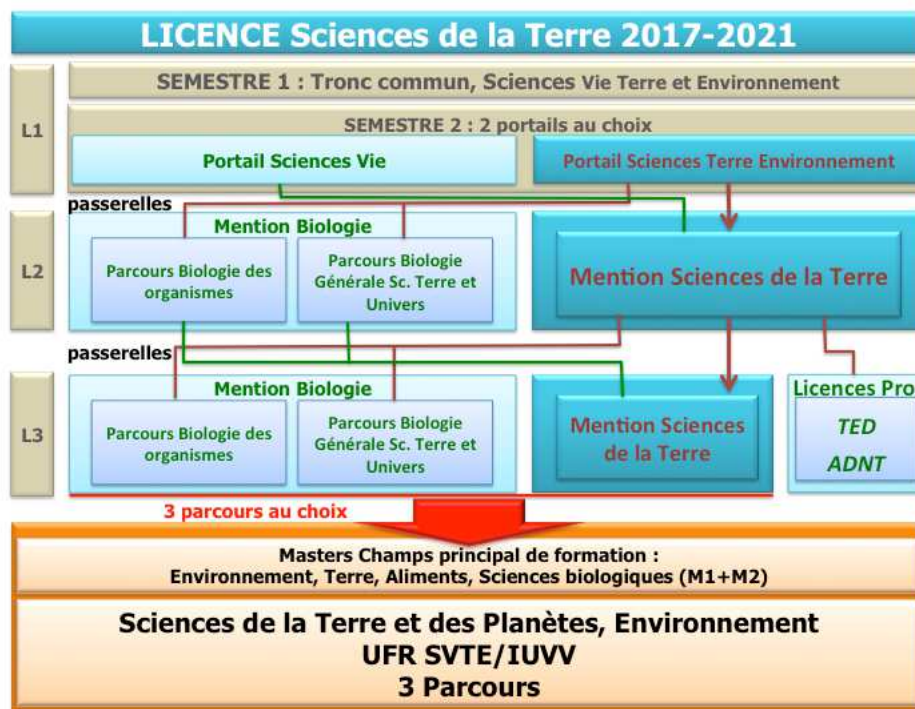 LICENCE Sciences de la Terre 2017-2021
L1
SEMESTRE 1 : Tronc commun, Sciences Vie Terre et Environnement
SEMESTRE 2 : 2 portails au choix
Portail Sciences Vie
Portail Sciences Terre Environnement
passerelles
L2
Mention Biologie
Parcours Biologie des
organismes
Parcours Biologie
Générale Sc. Terre et
Univers
Mention Sciences de la Terre
passerelles
L3
Mention Biologie
Parcours Biologie des
organismes
Parcours Biologie
Générale Sc. Terre et
Univers
Mention Sciences
de la Terre
Licences Pro
TED
ADNT
3 parcours au choix
Masters Champs principal de formation :
Environnement, Terre, Aliments, Sciences biologiques (M1+M2)
Sciences de la Terre et des Planètes, Environnement
UFR SVTE/IUVV
3 Parcours